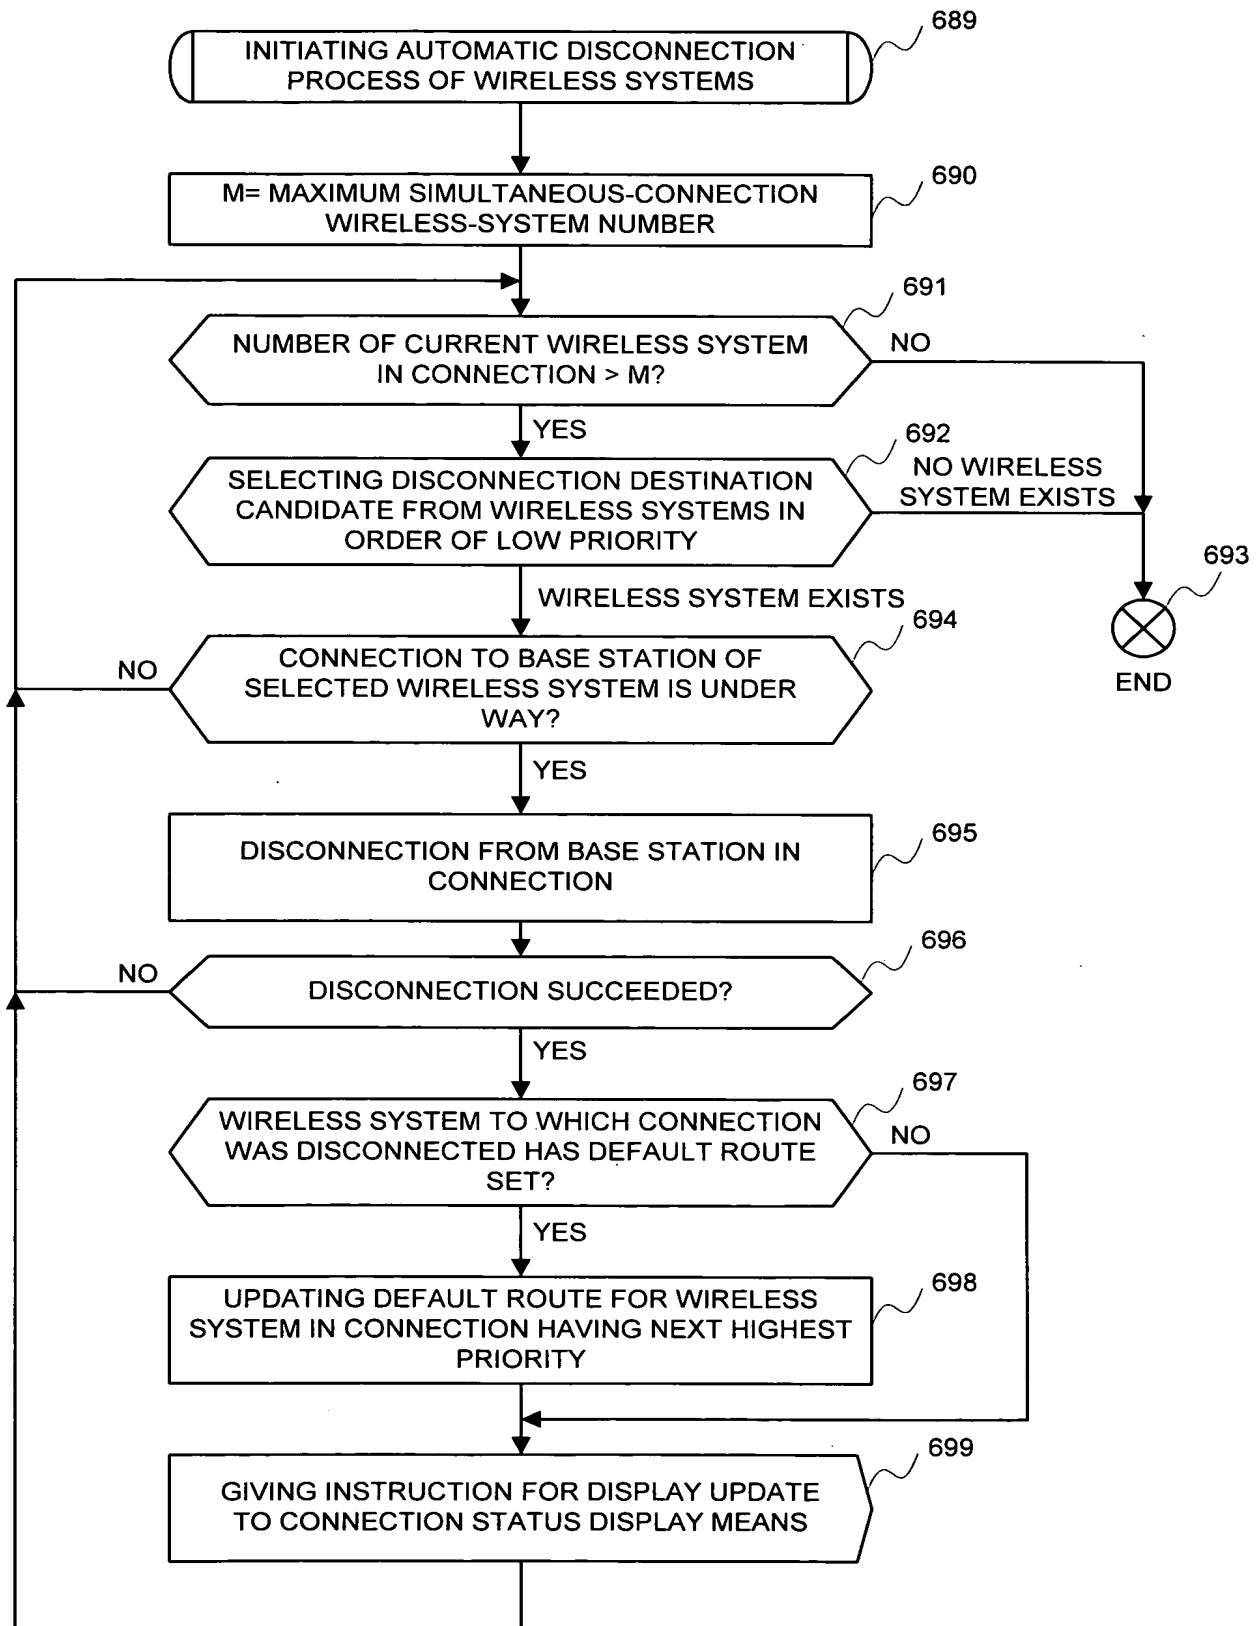 689
INITIATING AUTOMATIC DISCONNECTION
PROCESS OF WIRELESS SYSTEMS
690
M= MAXIMUM SIMULTANEOUS-CONNECTION
WIRELESS-SYSTEM NUMBER
691
NUMBER OF CURRENT WIRELESS SYSTEM
IN CONNECTION > M?
NO
YES
692
SELECTING DISCONNECTION DESTINATION
CANDIDATE FROM WIRELESS SYSTEMS IN
ORDER OF LOW PRIORITY
NO WIRELESS
SYSTEM EXISTS
693
END
WIRELESS SYSTEM EXISTS
694
CONNECTION TO BASE STATION OF
SELECTED WIRELESS SYSTEM IS UNDER
WAY?
NO
YES
695
DISCONNECTION FROM BASE STATION IN
CONNECTION
696
DISCONNECTION SUCCEEDED?
NO
YES
697
WIRELESS SYSTEM TO WHICH CONNECTION
WAS DISCONNECTED HAS DEFAULT ROUTE
SET?
NO
YES
698
UPDATING DEFAULT ROUTE FOR WIRELESS
SYSTEM IN CONNECTION HAVING NEXT HIGHEST
PRIORITY
699
GIVING INSTRUCTION FOR DISPLAY UPDATE
TO CONNECTION STATUS DISPLAY MEANS